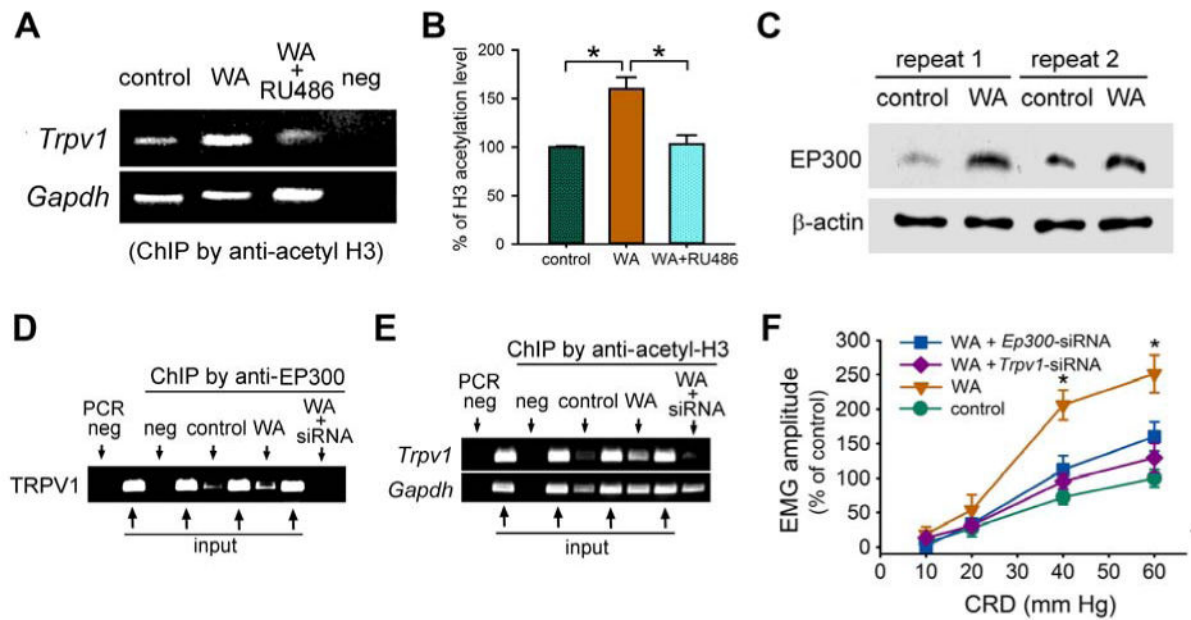 A
control WA WA + RU486 neg
Trpv1
Gapdh
(ChIP by anti-acetyl H3)
B
% of H3 acetylation level
200
150
100
50
0
* *
control WA WA+RU486
C
repeat 1 repeat 2
control WA control WA
EP300
β-actin
D
ChIP by anti-EP300
PCR neg neg control WA WA + siRNA
TRPV1
input
E
ChIP by anti-acetyl-H3
PCR neg neg control WA WA + siRNA
Trpv1
Gapdh
input
F
EMG amplitude
(% of control)
300
250
200
150
100
50
0
WA + Ep300-siRNA
WA + Trpv1-siRNA
WA
control
* *
0 10 20 30 40 50 60
CRD (mm Hg)